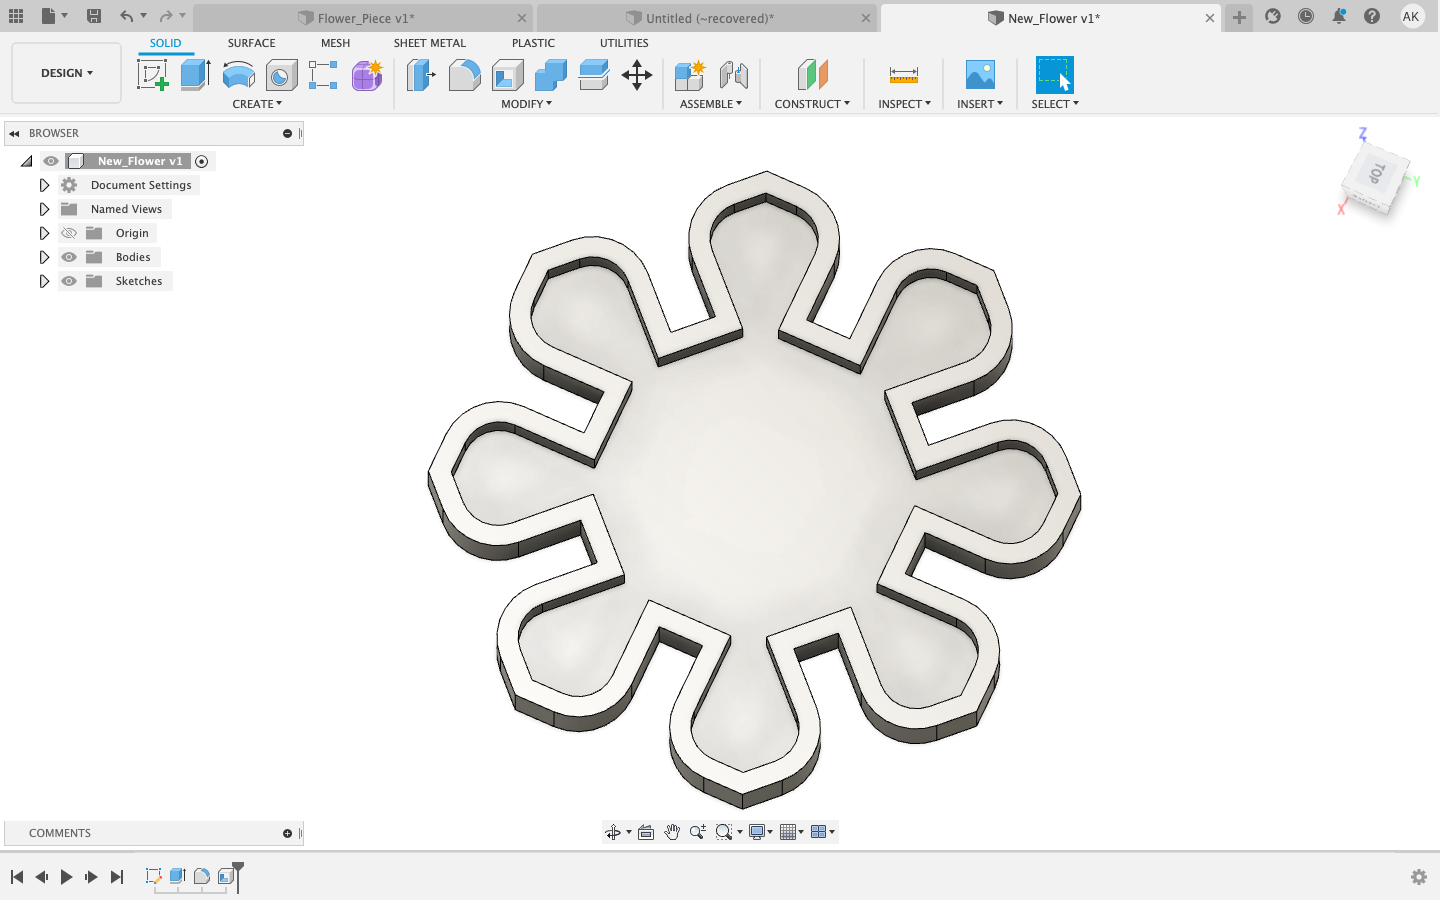 Flower_Piece v1*
Untitled (~recovered)*
New_Flower v1*
AK
SOLID
SURFACE
MESH
SHEET METAL
PLASTIC
UTILITIES
DESIGN
CREATE
MODIFY
ASSEMBLE
CONSTRUCT
INSPECT
INSERT
SELECT
BROWSER
New_Flower v1
Document Settings
Named Views
Origin
Bodies
Sketches
Z
TOP
Y
X
COMMENTS